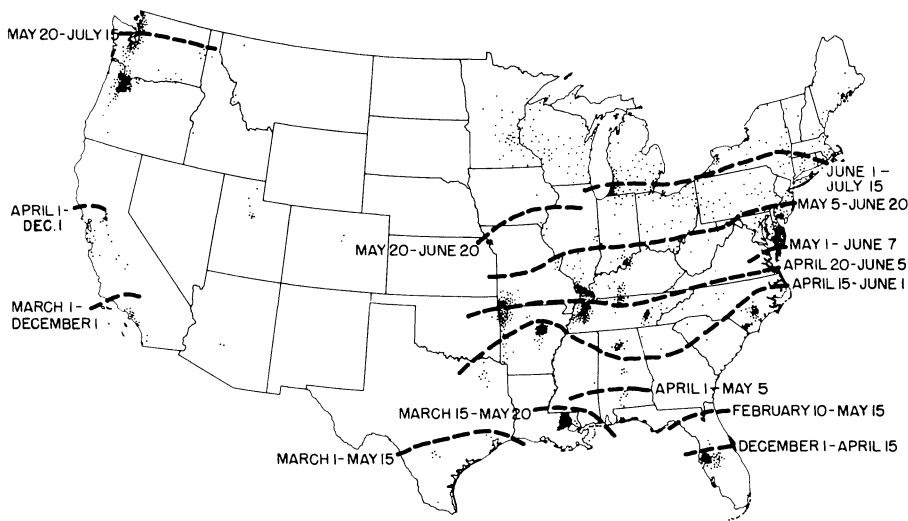 MAY 20-JULY 15
JUNE 1-
JULY 15
MAY 5-JUNE 20
APRIL 1-
DEC. 1
MAY 20-JUNE 20
MAY 1-JUNE 7
APRIL 20-JUNE 5
APRIL 15-JUNE 1
MARCH 1-
DECEMBER 1
APRIL 1-MAY 5
MARCH 15-MAY 20
FEBRUARY 10-MAY 15
DECEMBER 1-APRIL 15
MARCH 1-MAY 15